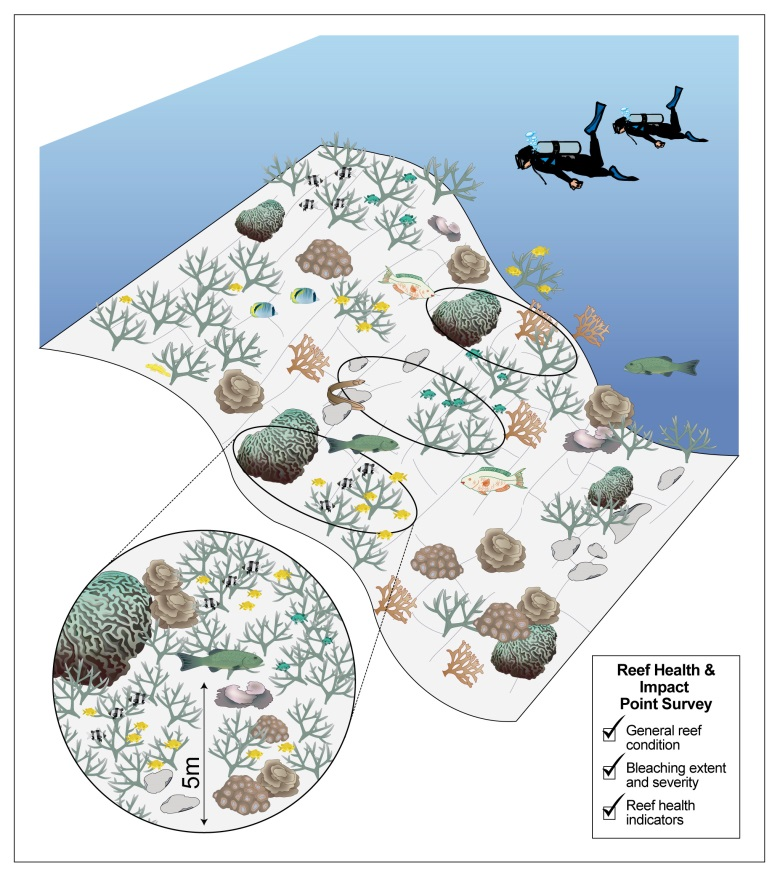 5m
Reef Health &
Impact
Point Survey
General reef
condition
Bleaching extent
and severity
Reef health
indicators